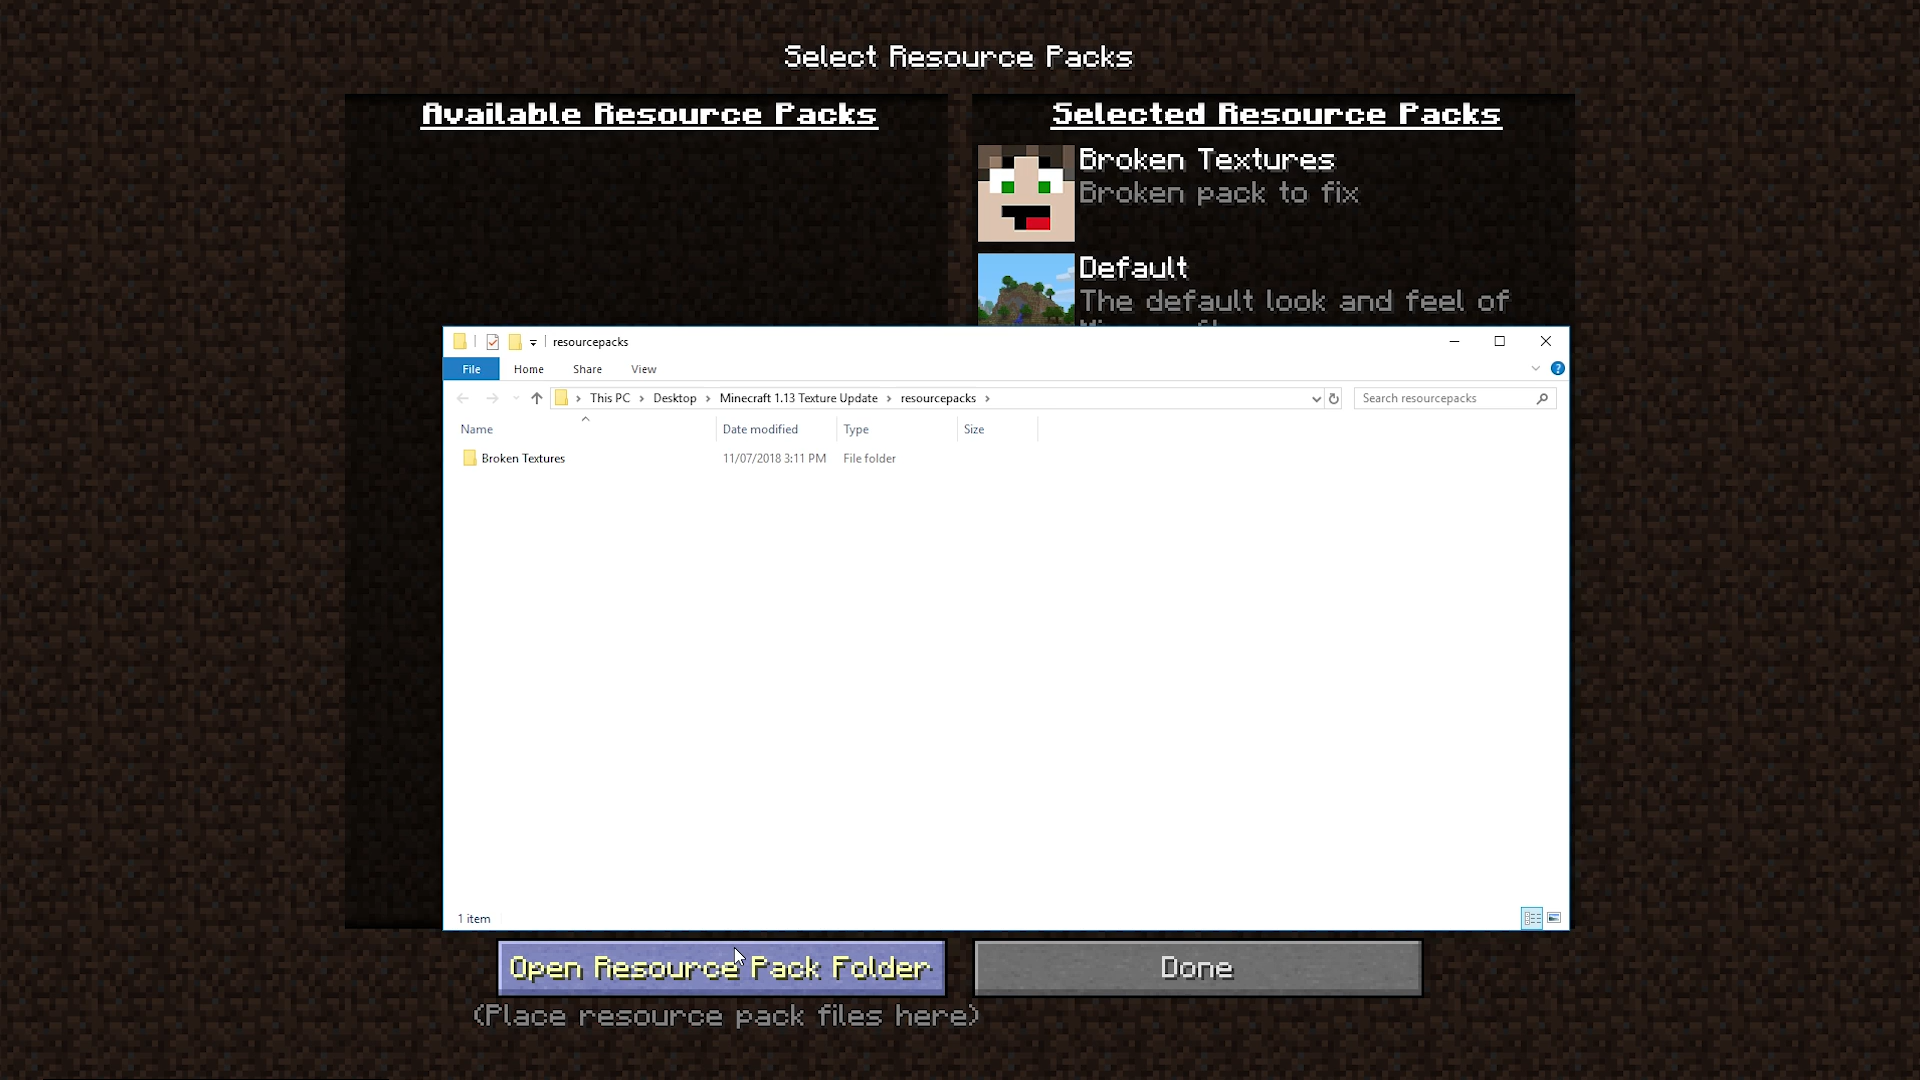 Select Resource Packs
Available Resource Packs
Selected Resource Packs
Broken Textures
Broken pack to fix
Default
The default look and feel of
resourcepacks
File Home Share View
This PC Desktop Minecraft 1.13 Texture Update resourcepacks
Search resourcepacks
Name Date modified Type Size
Broken Textures 11/07/2018 3:11 PM File folder
1 item
Open Resource Pack Folder
Done
(Place resource pack files here)